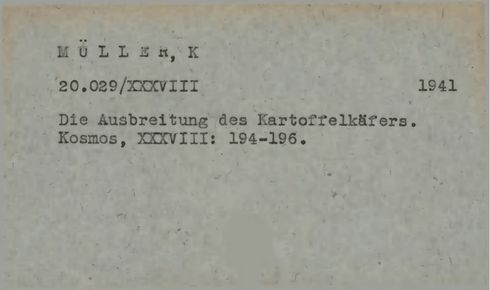 MÜLLER, K
20.029/XXXVIII 1941
Die Ausbreitung des Kartoffelkäfers.
Kosmos, XXXVIII: 194-196.